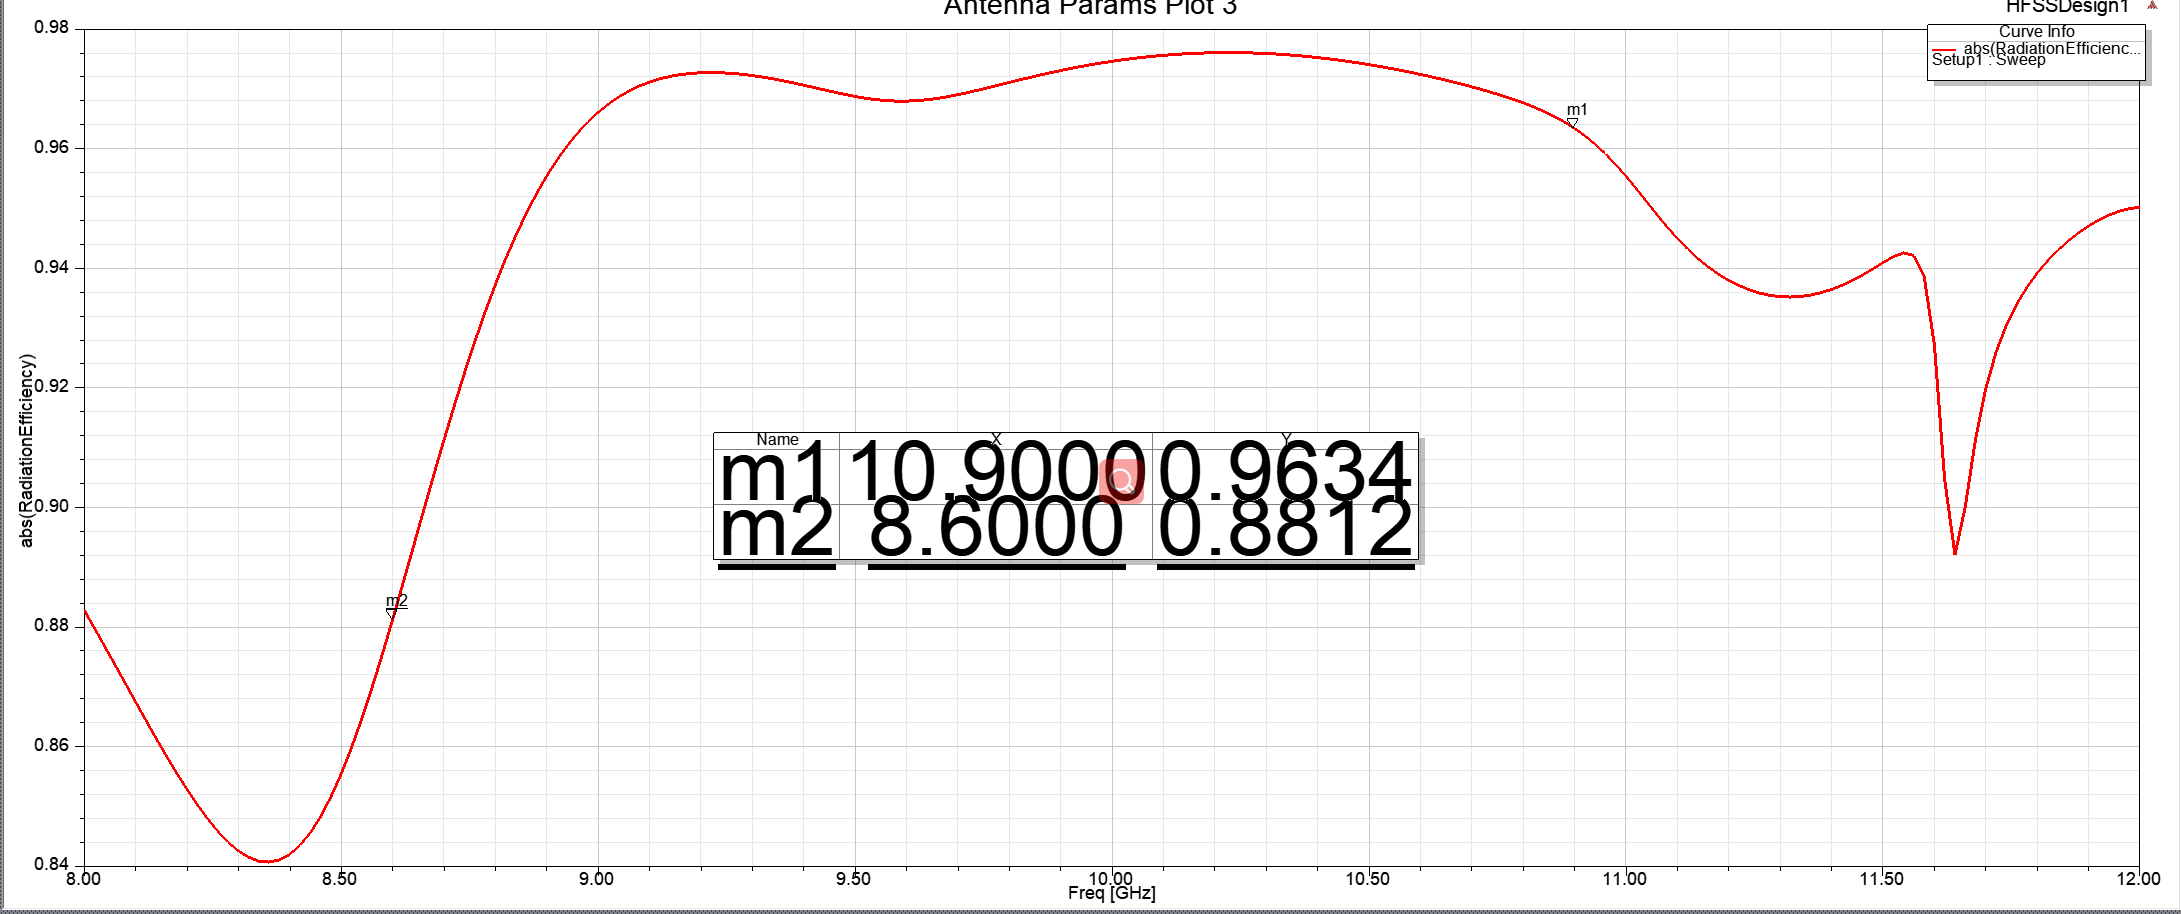 Antenna Params Plot 3
HFSSDesign1
Curve Info
abs(RadiationEfficienc...
Setup1 : Sweep
0.98
0.96
0.94
0.92
0.90
0.88
0.86
0.84
abs(RadiationEfficiency)
m1
m2
Name X Y
m1 10.9000 0.9634
m2 8.6000 0.8812
8.00 8.50 9.00 9.50 10.00 10.50 11.00 11.50 12.00
Freq [GHz]